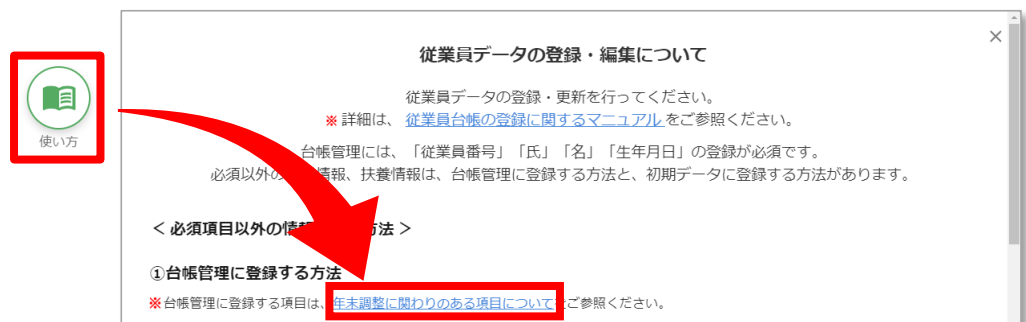 従業員データの登録・編集について
従業員データの登録・更新を行ってください。
※ 詳細は、 従業員台帳の登録に関するマニュアル をご参照ください。
使い方
台帳管理には、「従業員番号」「氏」「名」「生年月日」の登録が必須です。
必須以外の 情報、扶養情報は、台帳管理に登録する方法と、初期データに登録する方法があります。
＜ 必須項目以外の情 方法 ＞
①台帳管理に登録する方法
※台帳管理に登録する項目は、年末調整に関わりのある項目についてをご参照ください。